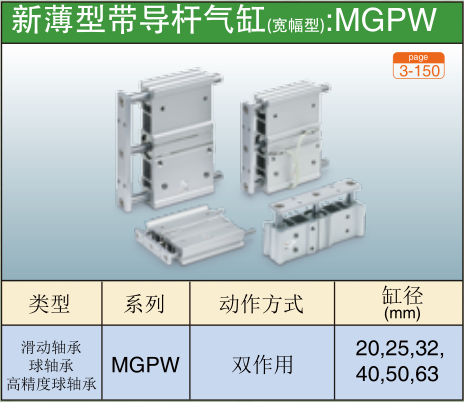 新薄型带导杆气缸(宽幅型):MGPW
page
3-150
类型 系列 动作方式 缸径
(mm)
滑动轴承
球轴承
高精度球轴承
MGPW
双作用
20,25,32,
40,50,63